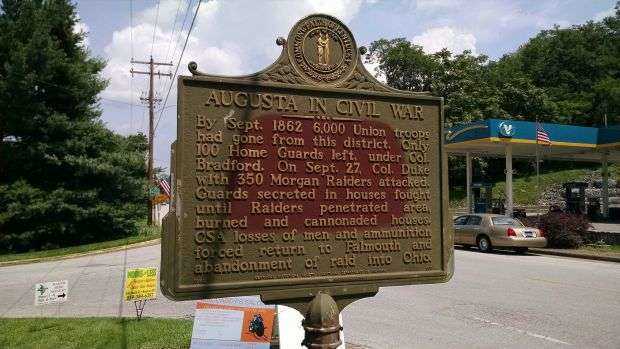 AUGUSTA IN CIVIL WAR
By Sept. 1862 6,000 Union troops
had gone from this district. Only
100 Home Guards left, under Col.
Bradford. On Sept. 27, Col. Duke
with 350 Morgan Raiders attacked.
Guards secreted in houses fought
until Raiders penetrated area,
burned and cannonaded houses.
CSA losses of men and ammunition
forced return to Falmouth and
abandonment of raid into Ohio.